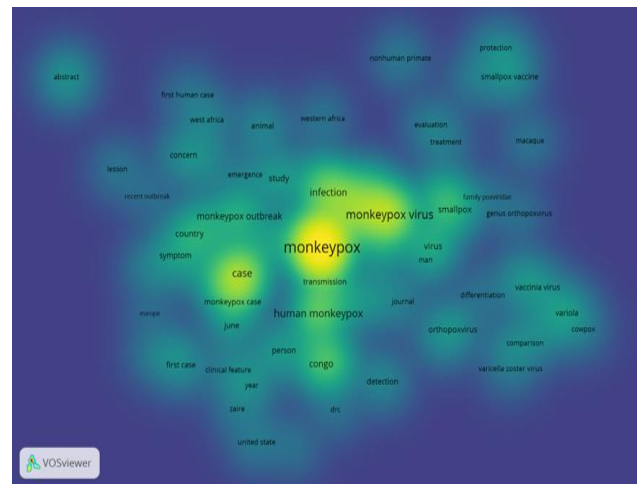 protection
nonhuman primate
abstract
smallpox vaccine
first human case
west africa
animal
western africa
evaluation
treatment
macaque
concern
lesson
emergence
study
recent outbreak
infection
family poxviridae
monkeypox outbreak
monkeypox virus
smallpox
genus orthopoxvirus
country
monkeypox
virus
symptom
man
case
transmission
vaccinia virus
differentiation
monkeypox case
journal
europe
human monkeypox
variola
june
orthopoxvirus
cowpox
comparison
person
first case
clinical feature
congo
varicella zoster virus
year
detection
zaire
drc
united state
VOSviewer